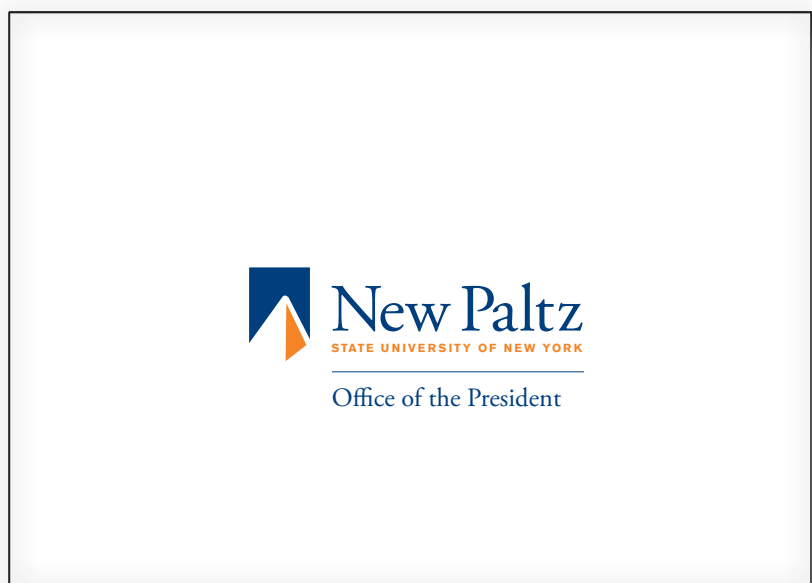 New Paltz
STATE UNIVERSITY OF NEW YORK
Office of the President